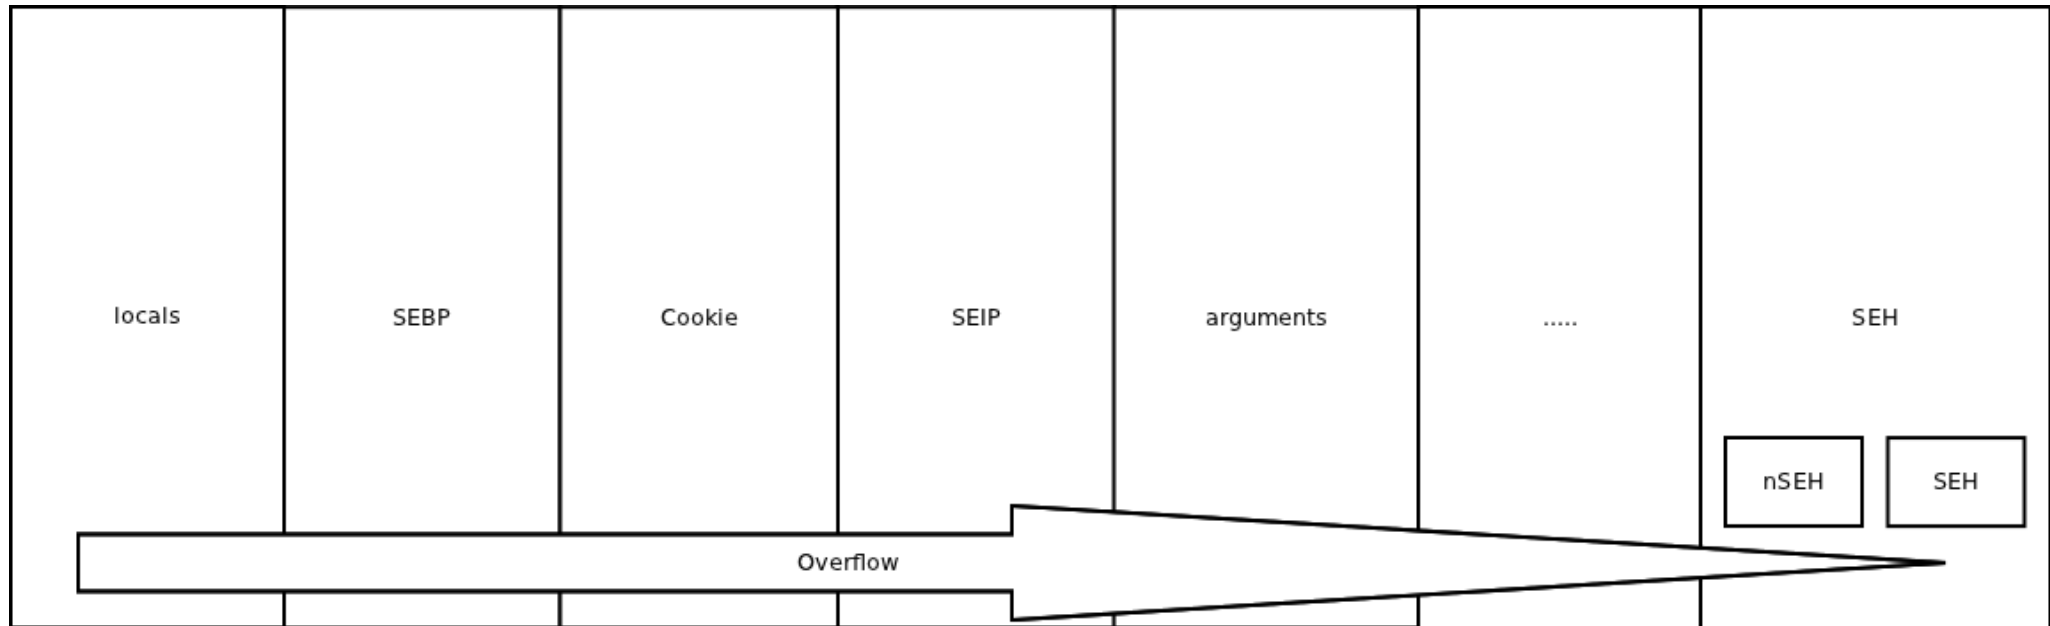 locals
SEBP
Cookie
SEIP
arguments
.....
SEH
nSEH
SEH
Overflow